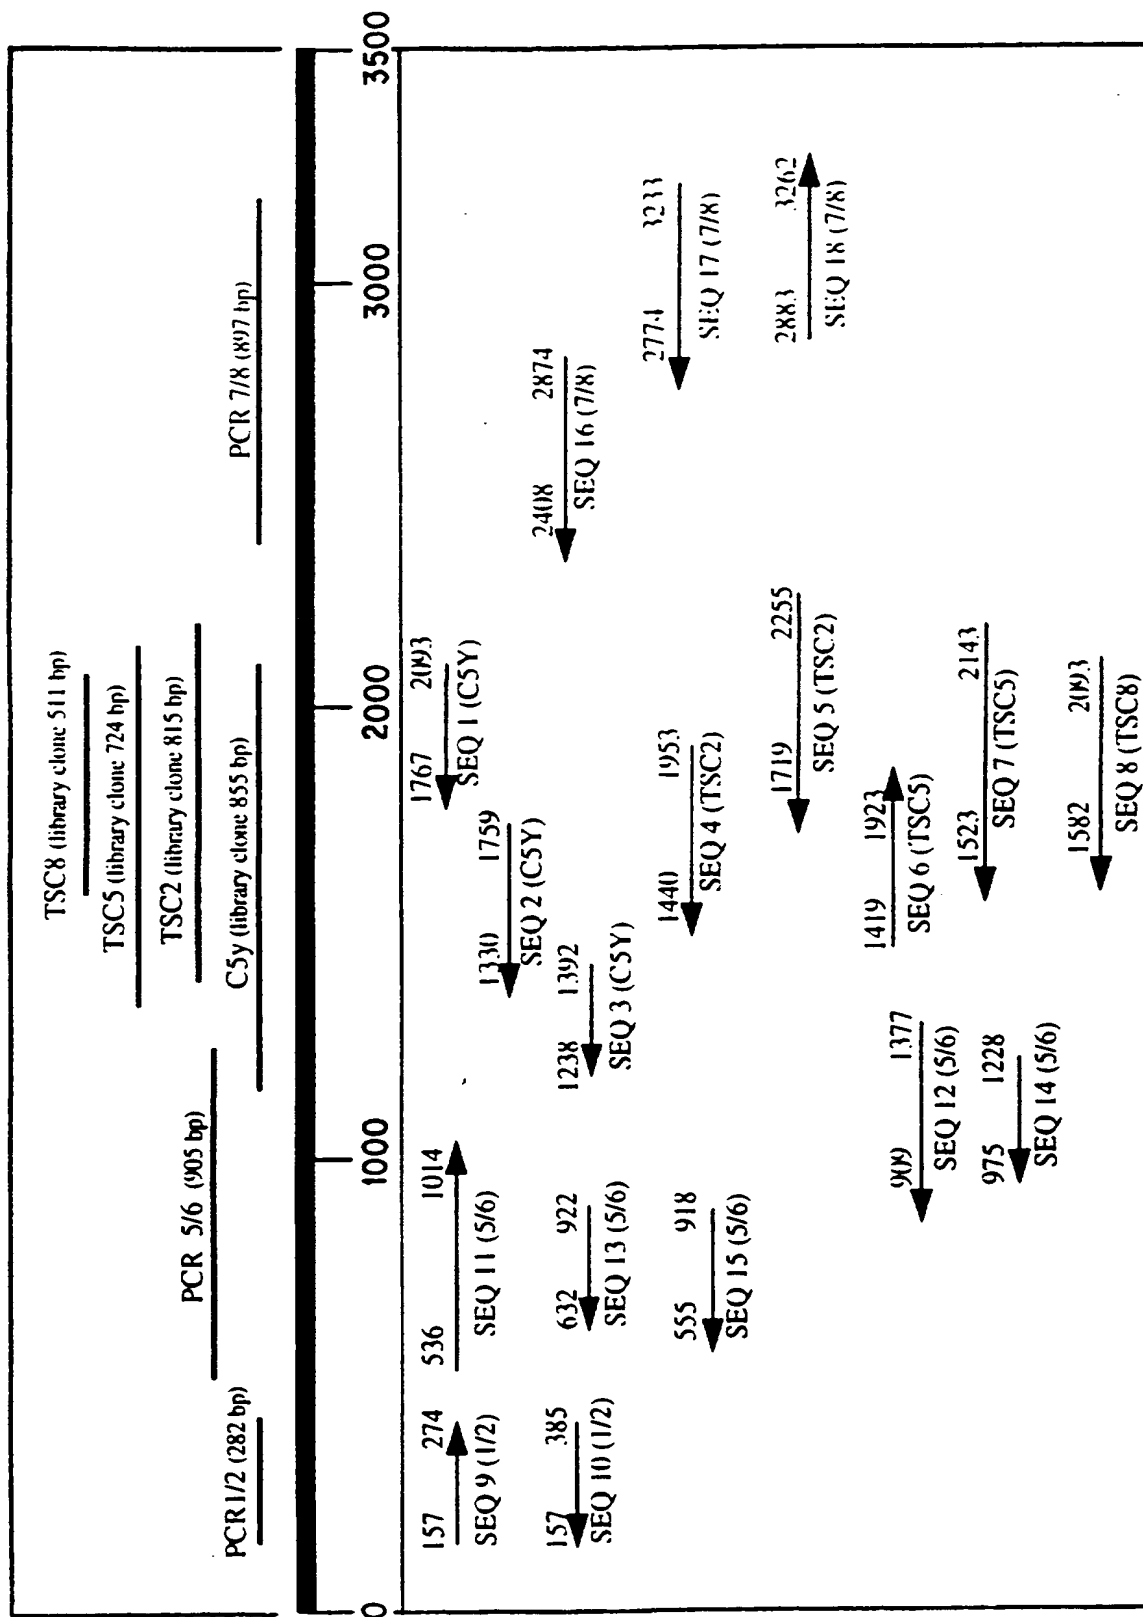 TSC8 (library clone 511 bp)
TSC5 (library clone 724 bp)
TSC2 (library clone 815 bp)
C5y (library clone 855 bp)
PCR 5/6 (905 bp)
PCR1/2 (282 bp)
PCR 7/8 (897 bp)
0
1000
2000
3000
3500
157 274
SEQ 9 (1/2)
536 1014
SEQ 11 (5/6)
1767 2093
SEQ 1 (C5Y)
1330 1759
SEQ 2 (C5Y)
157 385
SEQ 10 (1/2)
632 922
SEQ 13 (5/6)
1238 1392
SEQ 3 (C5Y)
2408 2874
SEQ 16 (7/8)
555 918
SEQ 15 (5/6)
1440 1953
SEQ 4 (TSC2)
2774 3233
SEQ 17 (7/8)
1719 2255
SEQ 5 (TSC2)
2883 3262
SEQ 18 (7/8)
909 1377
SEQ 12 (5/6)
1419 1923
SEQ 6 (TSC5)
975 1228
SEQ 14 (5/6)
1523 2143
SEQ 7 (TSC5)
1582 2093
SEQ 8 (TSC8)